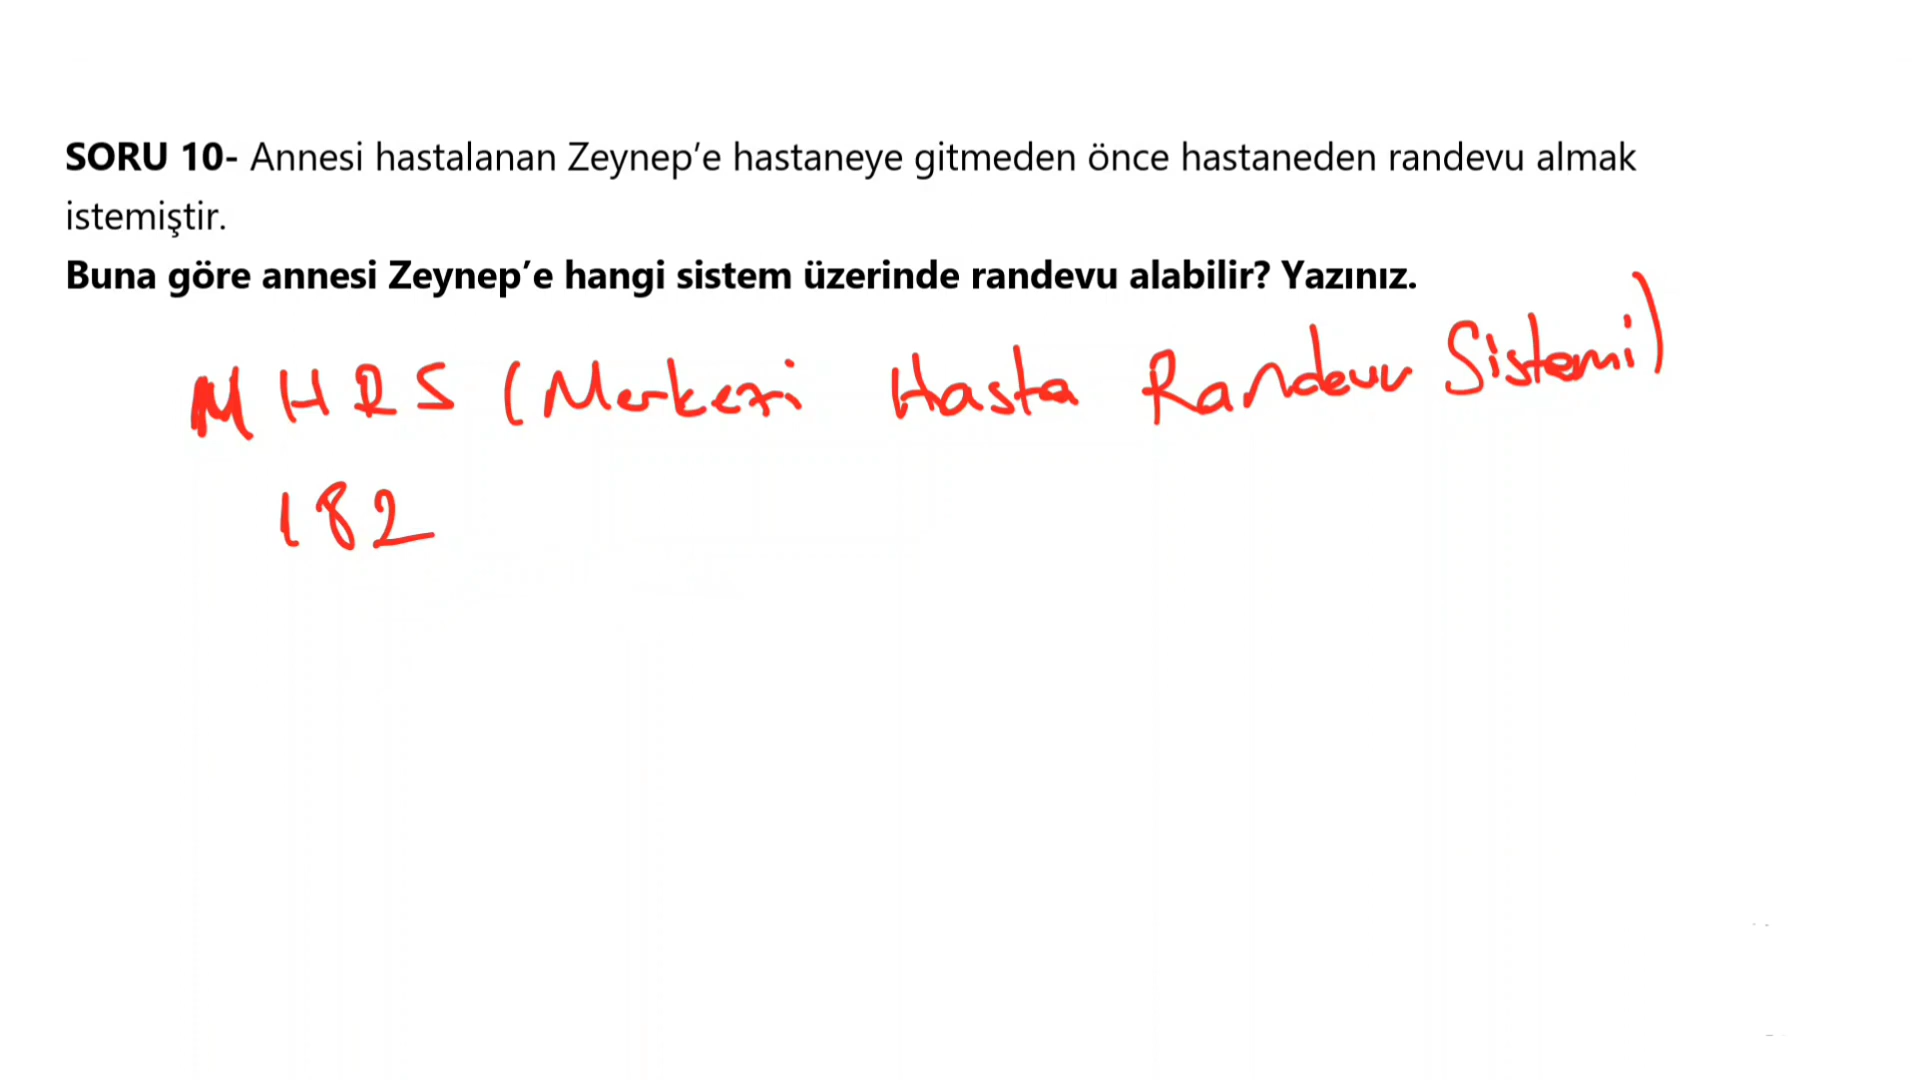 SORU 10- Annesi hastalanan Zeynep’e hastaneye gitmeden önce hastaneden randevu almak
istemiştir.
Buna göre annesi Zeynep’e hangi sistem üzerinde randevu alabilir? Yazınız.
MHRS (Merkezi Hasta Randevu Sistemi)
182